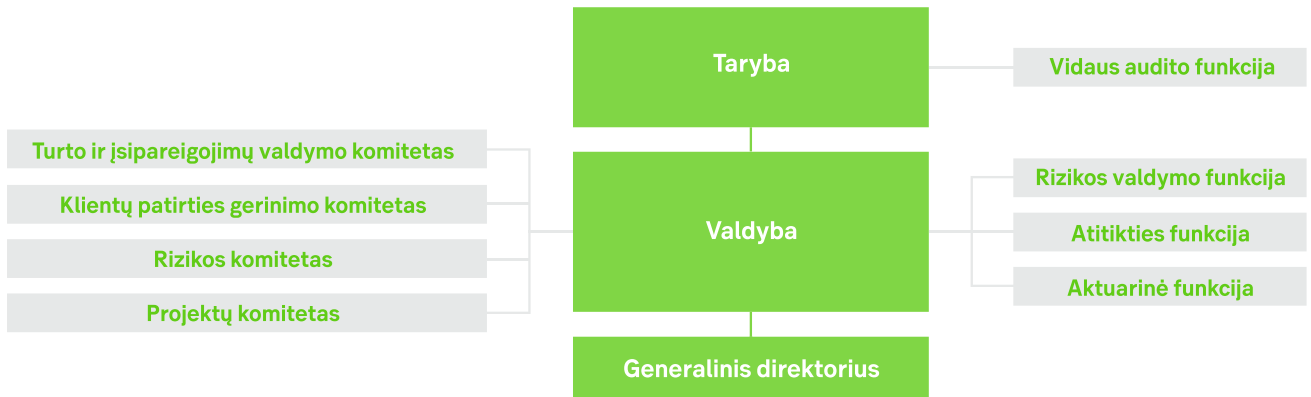 Taryba
Vidaus audito funkcija
Turto ir įsipareigojimų valdymo komitetas
Klientų patirties gerinimo komitetas
Rizikos komitetas
Projektų komitetas
Valdyba
Rizikos valdymo funkcija
Atitikties funkcija
Aktuarinė funkcija
Generalinis direktorius